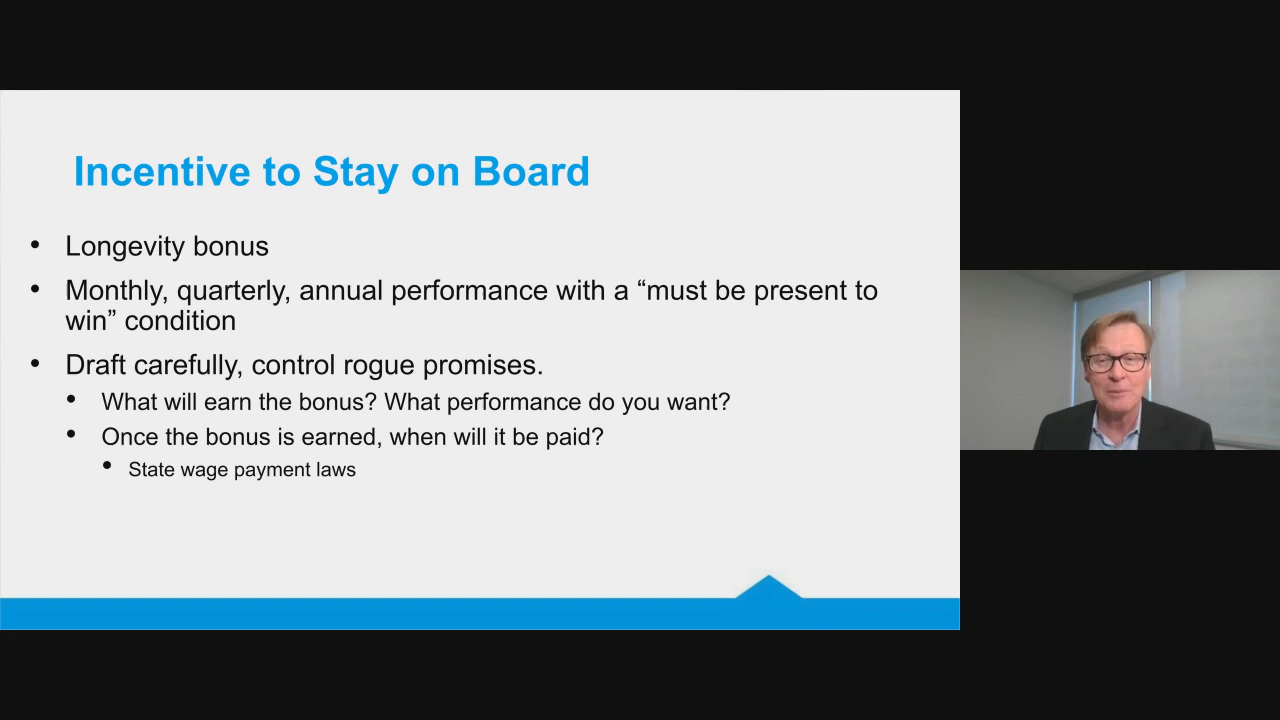 Incentive to Stay on Board
• Longevity bonus
• Monthly, quarterly, annual performance with a “must be present to
win” condition
• Draft carefully, control rogue promises.
• What will earn the bonus? What performance do you want?
• Once the bonus is earned, when will it be paid?
• State wage payment laws